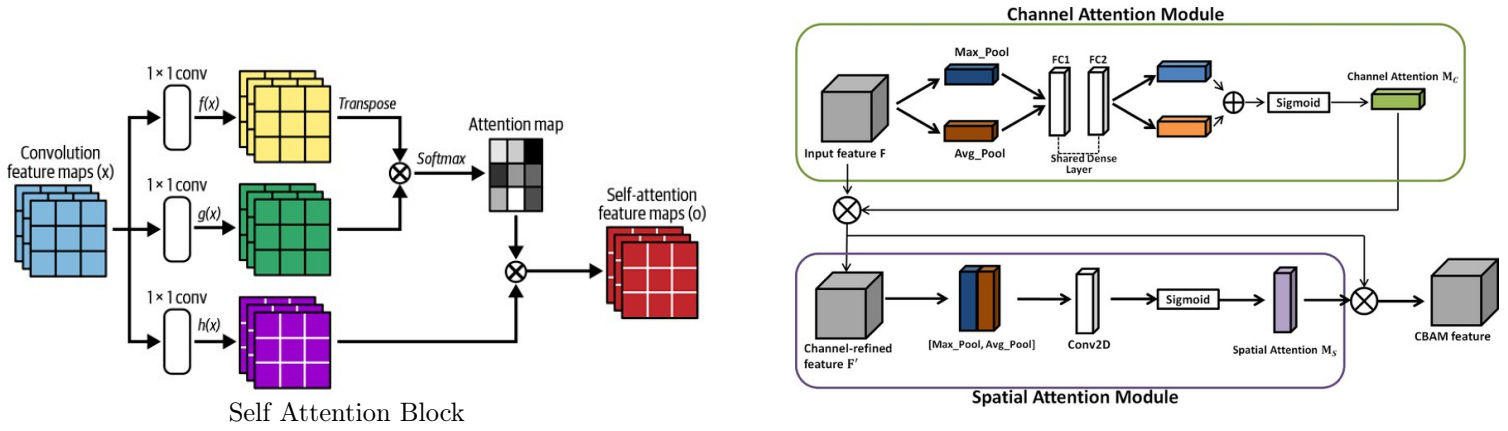 Convolution
feature maps (x)
1 × 1 conv
f(x)
Transpose
1 × 1 conv
g(x)
1 × 1 conv
h(x)
Softmax
Attention map
Self-attention
feature maps (o)
Self Attention Block
Channel Attention Module
Input feature F
Max_Pool
Avg_Pool
FC1
FC2
Shared Dense
Layer
Sigmoid
Channel Attention M_C
Channel-refined
feature F′
[Max_Pool, Avg_Pool]
Conv2D
Sigmoid
Spatial Attention M_S
CBAM feature
Spatial Attention Module